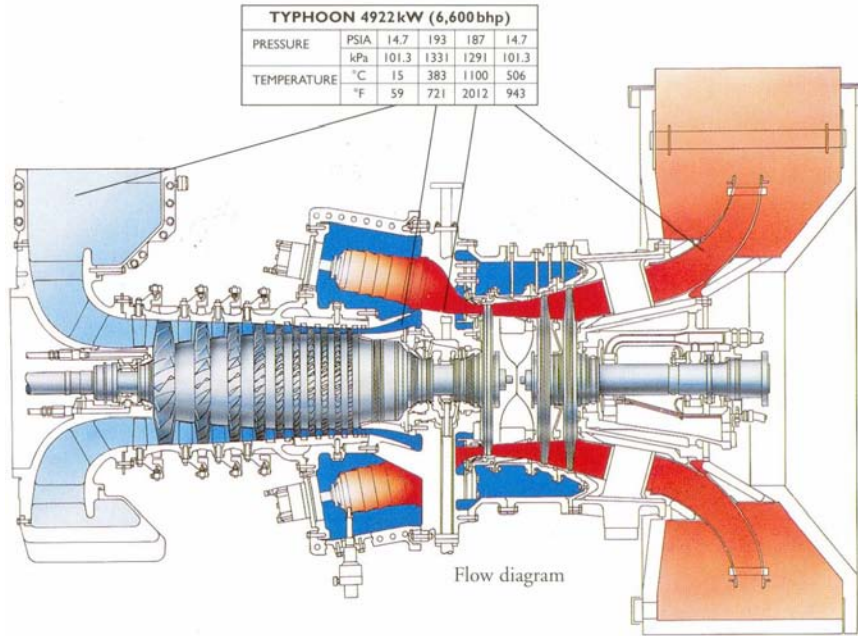 TYPHOON 4922kW (6,600bhp)
PRESSURE PSIA 14.7 193 187 14.7
kPa 101.3 1331 1291 101.3
TEMPERATURE °C 15 383 1100 506
°F 59 721 2012 943
Flow diagram